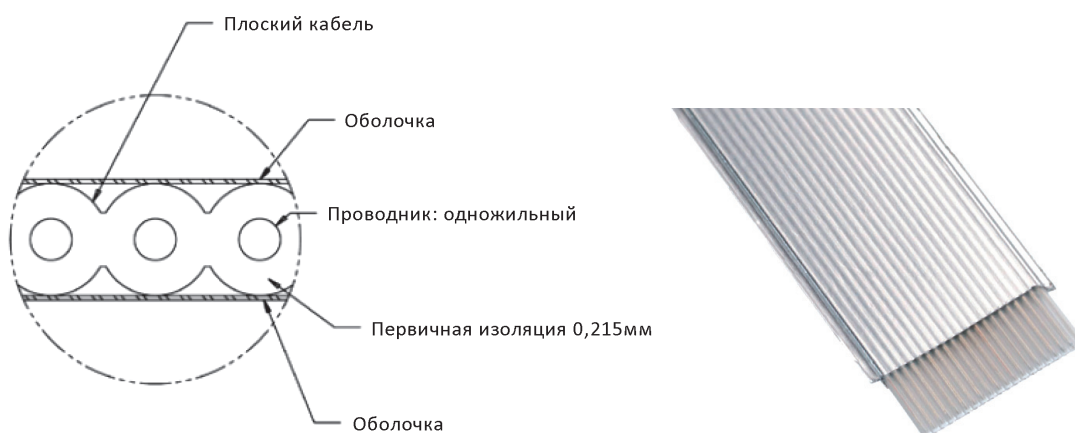 Плоский кабель
Оболочка
Проводник: одножильный
Первичная изоляция 0,215мм
Оболочка